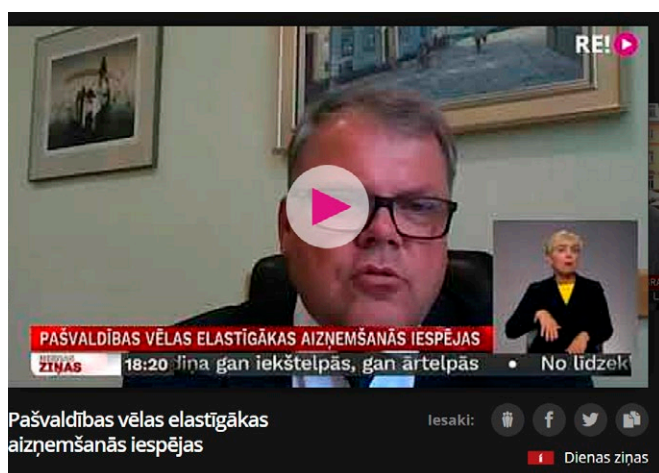 RE!
PAŠVALDĪBAS VĒLAS ELASTĪGĀKAS AIZŅEMŠANĀS IESPĒJAS
ZIŅAS 18:20 diņa gan iekštelpās, gan ārtelpās • No līdzekļ
Pašvaldības vēlas elastīgākas
aizņemšanās iespējas
Iesaki:
Dienas ziņas